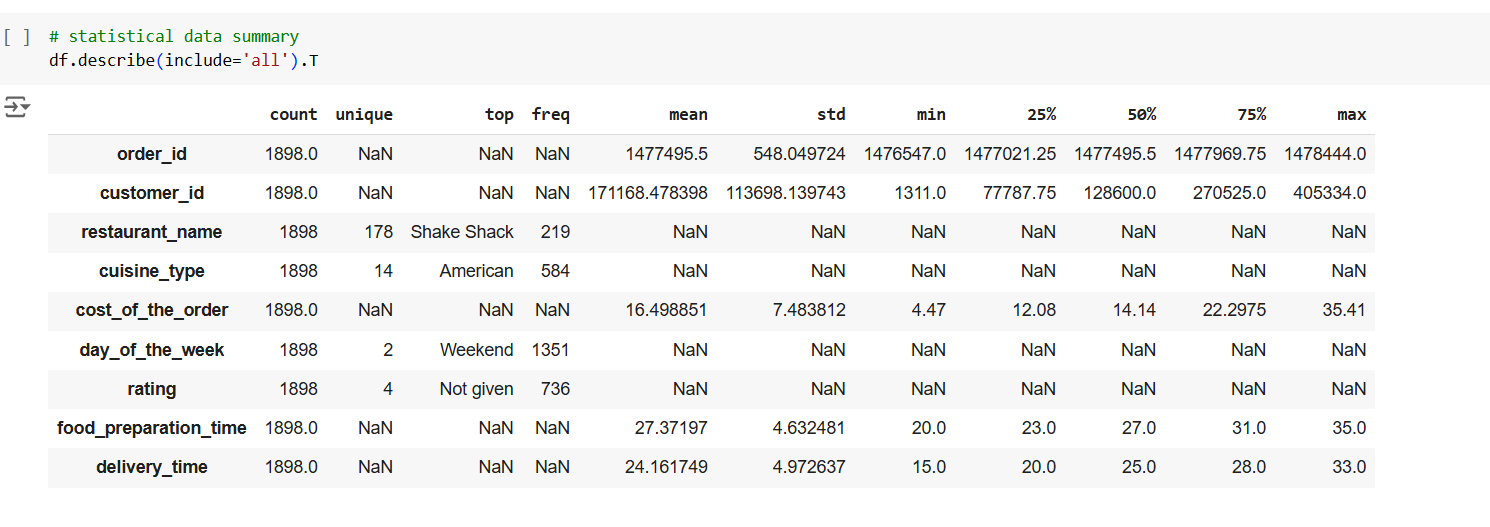 [ ] # statistical data summary
df.describe(include='all').T
count unique top freq mean std min 25% 50% 75% max
order_id 1898.0 NaN NaN NaN 1477495.5 548.049724 1476547.0 1477021.25 1477495.5 1477969.75 1478444.0
customer_id 1898.0 NaN NaN NaN 171168.478398 113698.139743 1311.0 77787.75 128600.0 270525.0 405334.0
restaurant_name 1898 178 Shake Shack 219 NaN NaN NaN NaN NaN NaN NaN
cuisine_type 1898 14 American 584 NaN NaN NaN NaN NaN NaN NaN
cost_of_the_order 1898.0 NaN NaN NaN 16.498851 7.483812 4.47 12.08 14.14 22.2975 35.41
day_of_the_week 1898 2 Weekend 1351 NaN NaN NaN NaN NaN NaN NaN
rating 1898 4 Not given 736 NaN NaN NaN NaN NaN NaN NaN
food_preparation_time 1898.0 NaN NaN NaN 27.37197 4.632481 20.0 23.0 27.0 31.0 35.0
delivery_time 1898.0 NaN NaN NaN 24.161749 4.972637 15.0 20.0 25.0 28.0 33.0